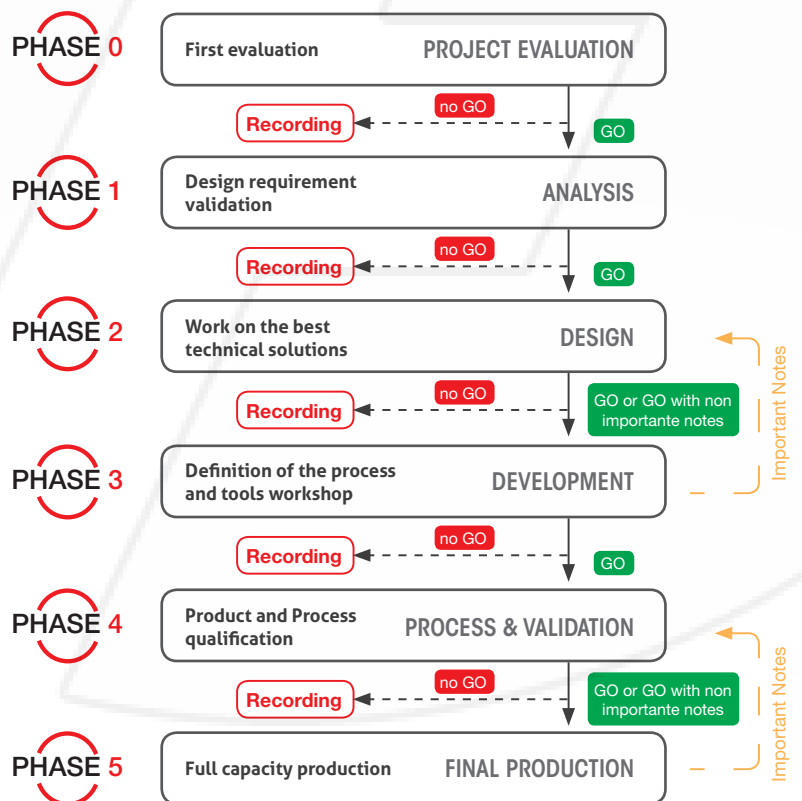 PHASE 0
First evaluation
PROJECT EVALUATION
no GO
Recording
GO
PHASE 1
Design requirement
validation
ANALYSIS
no GO
Recording
GO
PHASE 2
Work on the best
technical solutions
DESIGN
no GO
Recording
GO or GO with non
importante notes
Important Notes
PHASE 3
Definition of the process
and tools workshop
DEVELOPMENT
no GO
Recording
GO
PHASE 4
Product and Process
qualification
PROCESS & VALIDATION
no GO
Recording
GO or GO with non
importante notes
Important Notes
PHASE 5
Full capacity production
FINAL PRODUCTION